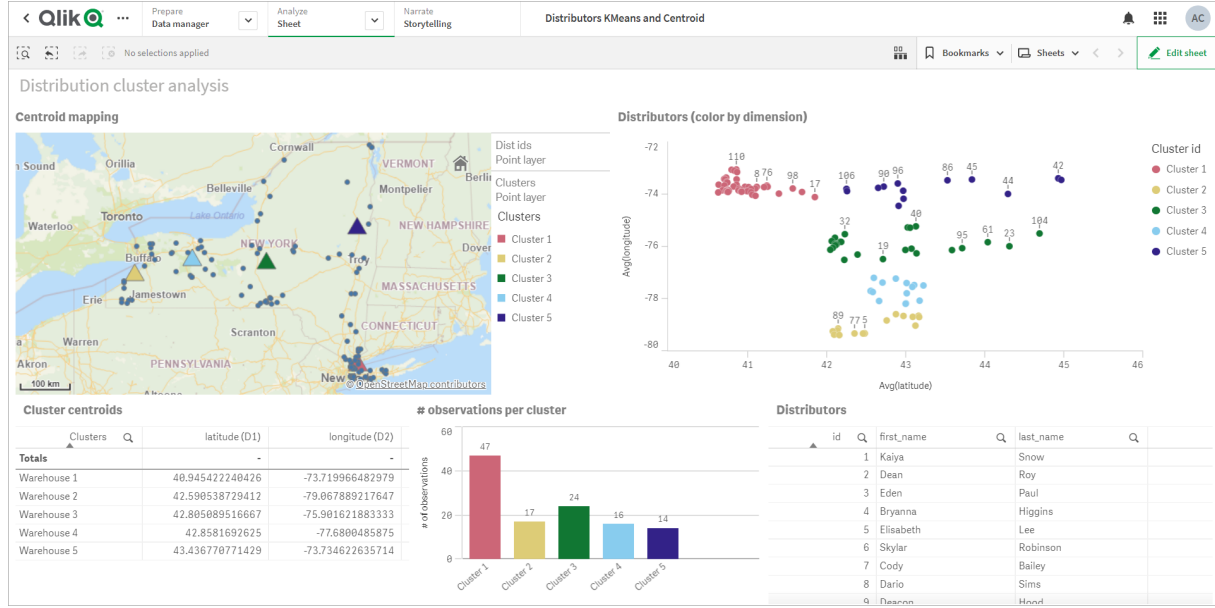 Qlik
Prepare
Data manager
Analyze
Sheet
Narrate
Storytelling
Distributors KMeans and Centroid
AC
No selections applied
Bookmarks
Sheets
Edit sheet
Distribution cluster analysis
Centroid mapping
Cornwall
Orillia
n Sound
VERMONT
Berlin
Montpelier
Belleville
Toronto
Lake Ontario
Waterloo
NEW HAMPSHIRE
NEW YORK
Dover
Buffalo
Troy
MASSACHUSETTS
Erie
Jamestown
CONNECTICUT
Scranton
Warren
a
PENNSYLVANIA
Akron
New
100 km
Altoona
© OpenStreetMap contributors
Dist ids
Point layer
Clusters
Point layer
Clusters
Cluster 1
Cluster 2
Cluster 3
Cluster 4
Cluster 5
Distributors (color by dimension)
-72
-74
-76
-78
-80
Avg(longitude)
110
8 76
98
17
106
90 96
86
45
44
42
32
40
19
95
61
23
104
89
77 5
40
41
42
43
44
45
46
Avg(latitude)
Cluster id
Cluster 1
Cluster 2
Cluster 3
Cluster 4
Cluster 5
Cluster centroids
Clusters latitude (D1) longitude (D2)
Totals - -
Warehouse 1 40.945422240426 -73.719966482979
Warehouse 2 42.590538729412 -79.067889217647
Warehouse 3 42.805089516667 -75.901621883333
Warehouse 4 42.8581692625 -77.6800485875
Warehouse 5 43.436770771429 -73.734622635714
# observations per cluster
60
40
20
0
# of observations
47
17
24
16
14
Cluster 1
Cluster 2
Cluster 3
Cluster 4
Cluster 5
Distributors
id first_name last_name
1 Kaiya Snow
2 Dean Roy
3 Eden Paul
4 Bryanna Higgins
5 Elisabeth Lee
6 Skylar Robinson
7 Cody Bailey
8 Dario Sims
9 Deacon Hood